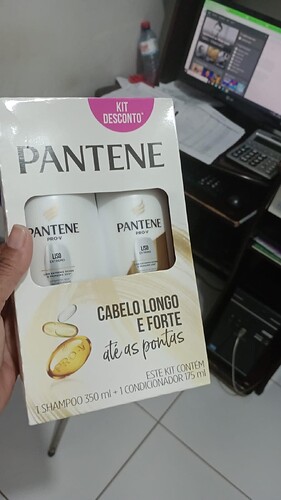 KIT
DESCONTO*
PANTENE
PANTENE
PRO-V
LISO
PANTENE
PRO-V
LISO
CABELO LONGO
E FORTE
até as pontas
PRO-V
ESTE KIT CONTÉM
1 SHAMPOO 350 ml + 1 CONDICIONADOR 175 ml